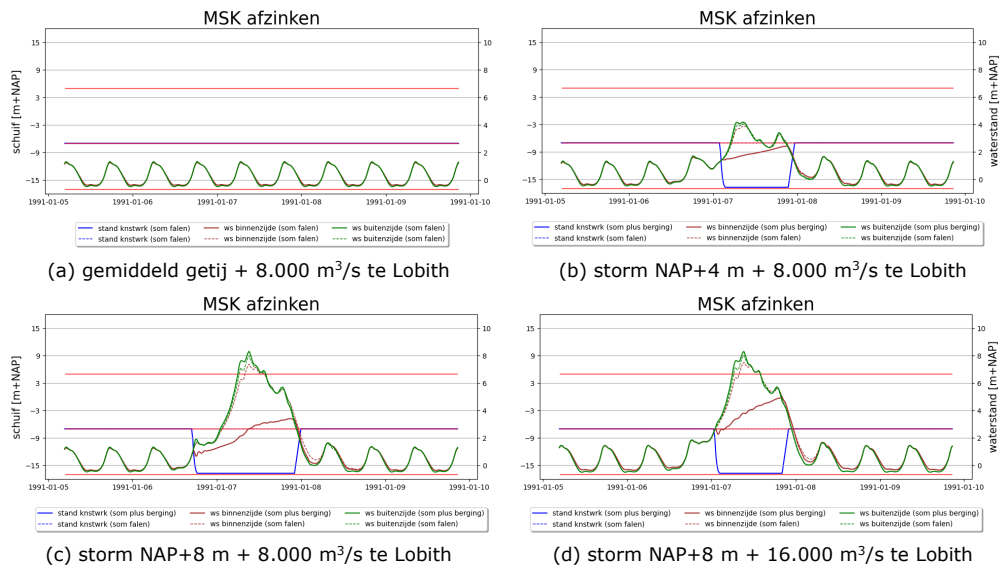 MSK afzinken
15
9
3
−3
−9
−15
schuif [m+NAP]
10
8
6
4
2
0
1991-01-05 1991-01-06 1991-01-07 1991-01-08 1991-01-09 1991-01-10
stand knstwrk (som falen) ws binnenzijde (som falen) ws buitenzijde (som falen)
stand knstwrk (som falen) ws binnenzijde (som falen) ws buitenzijde (som falen)
(a) gemiddeld getij + 8.000 m³/s te Lobith
MSK afzinken
15
9
3
−3
−9
−15
10
8
6
4
2
0
waterstand [m+NAP]
1991-01-05 1991-01-06 1991-01-07 1991-01-08 1991-01-09 1991-01-10
stand knstwrk (som plus berging) ws binnenzijde (som plus berging) ws buitenzijde (som plus berging)
stand knstwrk (som falen) ws binnenzijde (som falen) ws buitenzijde (som falen)
(b) storm NAP+4 m + 8.000 m³/s te Lobith
MSK afzinken
15
9
3
−3
−9
−15
schuif [m+NAP]
10
8
6
4
2
0
1991-01-05 1991-01-06 1991-01-07 1991-01-08 1991-01-09 1991-01-10
stand knstwrk (som plus berging) ws binnenzijde (som plus berging) ws buitenzijde (som plus berging)
stand knstwrk (som falen) ws binnenzijde (som falen) ws buitenzijde (som falen)
(c) storm NAP+8 m + 8.000 m³/s te Lobith
MSK afzinken
15
9
3
−3
−9
−15
10
8
6
4
2
0
waterstand [m+NAP]
1991-01-05 1991-01-06 1991-01-07 1991-01-08 1991-01-09 1991-01-10
stand knstwrk (som plus berging) ws binnenzijde (som plus berging) ws buitenzijde (som plus berging)
stand knstwrk (som falen) ws binnenzijde (som falen) ws buitenzijde (som falen)
(d) storm NAP+8 m + 16.000 m³/s te Lobith